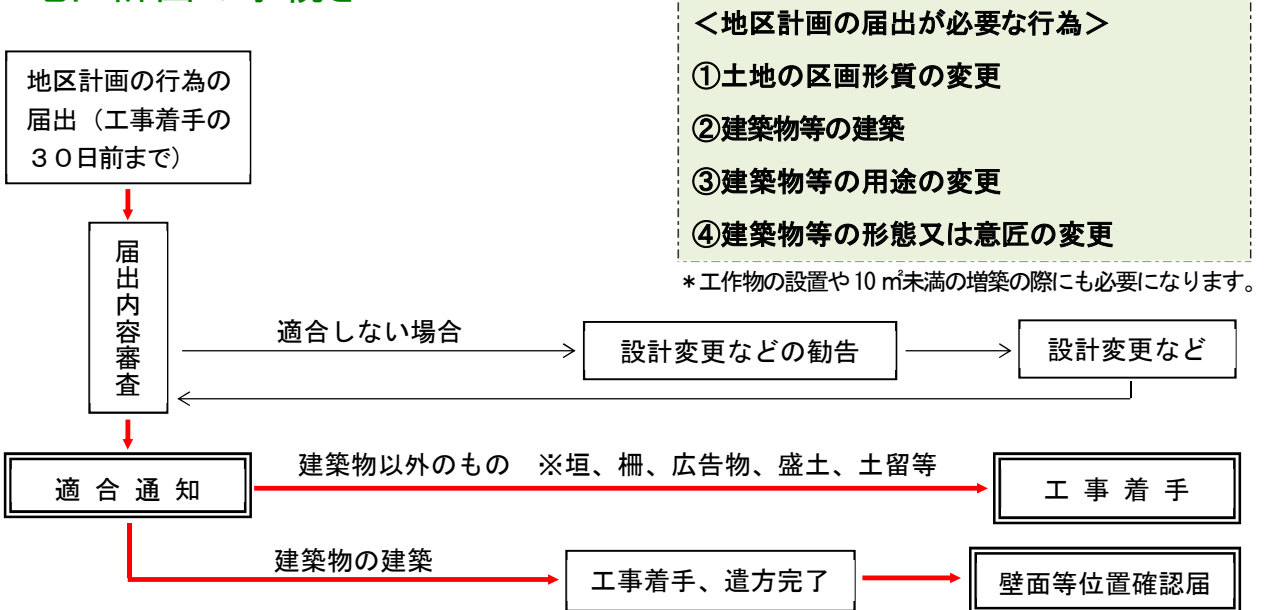 地区計画の行為の
届出（工事着手の
３０日前まで）
＜地区計画の届出が必要な行為＞
①土地の区画形質の変更
②建築物等の建築
③建築物等の用途の変更
④建築物等の形態又は意匠の変更
＊工作物の設置や10㎡未満の増築の際にも必要になります。
届出内容審査
適合しない場合
設計変更などの勧告
設計変更など
適合通知
建築物以外のもの　※垣、柵、広告物、盛土、土留等
工事着手
建築物の建築
工事着手、遣方完了
壁面等位置確認届